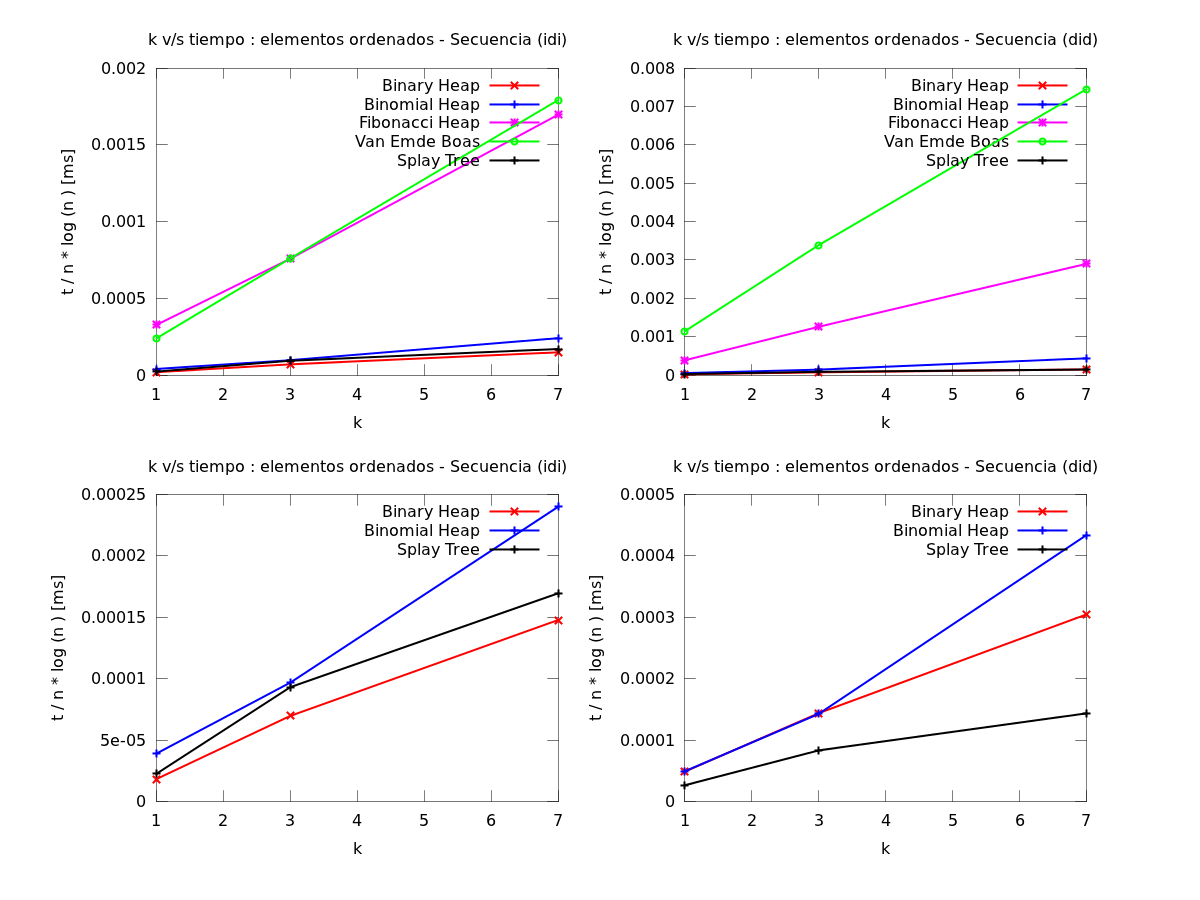 k v/s tiempo : elementos ordenados - Secuencia (idi)
0.002
0.0015
0.001
0.0005
0
t / n * log (n ) [ms]
Binary Heap
Binomial Heap
Fibonacci Heap
Van Emde Boas
Splay Tree
1 2 3 4 5 6 7
k
k v/s tiempo : elementos ordenados - Secuencia (did)
0.008
0.007
0.006
0.005
0.004
0.003
0.002
0.001
0
t / n * log (n ) [ms]
Binary Heap
Binomial Heap
Fibonacci Heap
Van Emde Boas
Splay Tree
1 2 3 4 5 6 7
k
k v/s tiempo : elementos ordenados - Secuencia (idi)
0.00025
0.0002
0.00015
0.0001
5e-05
0
t / n * log (n ) [ms]
Binary Heap
Binomial Heap
Splay Tree
1 2 3 4 5 6 7
k
k v/s tiempo : elementos ordenados - Secuencia (did)
0.0005
0.0004
0.0003
0.0002
0.0001
0
t / n * log (n ) [ms]
Binary Heap
Binomial Heap
Splay Tree
1 2 3 4 5 6 7
k